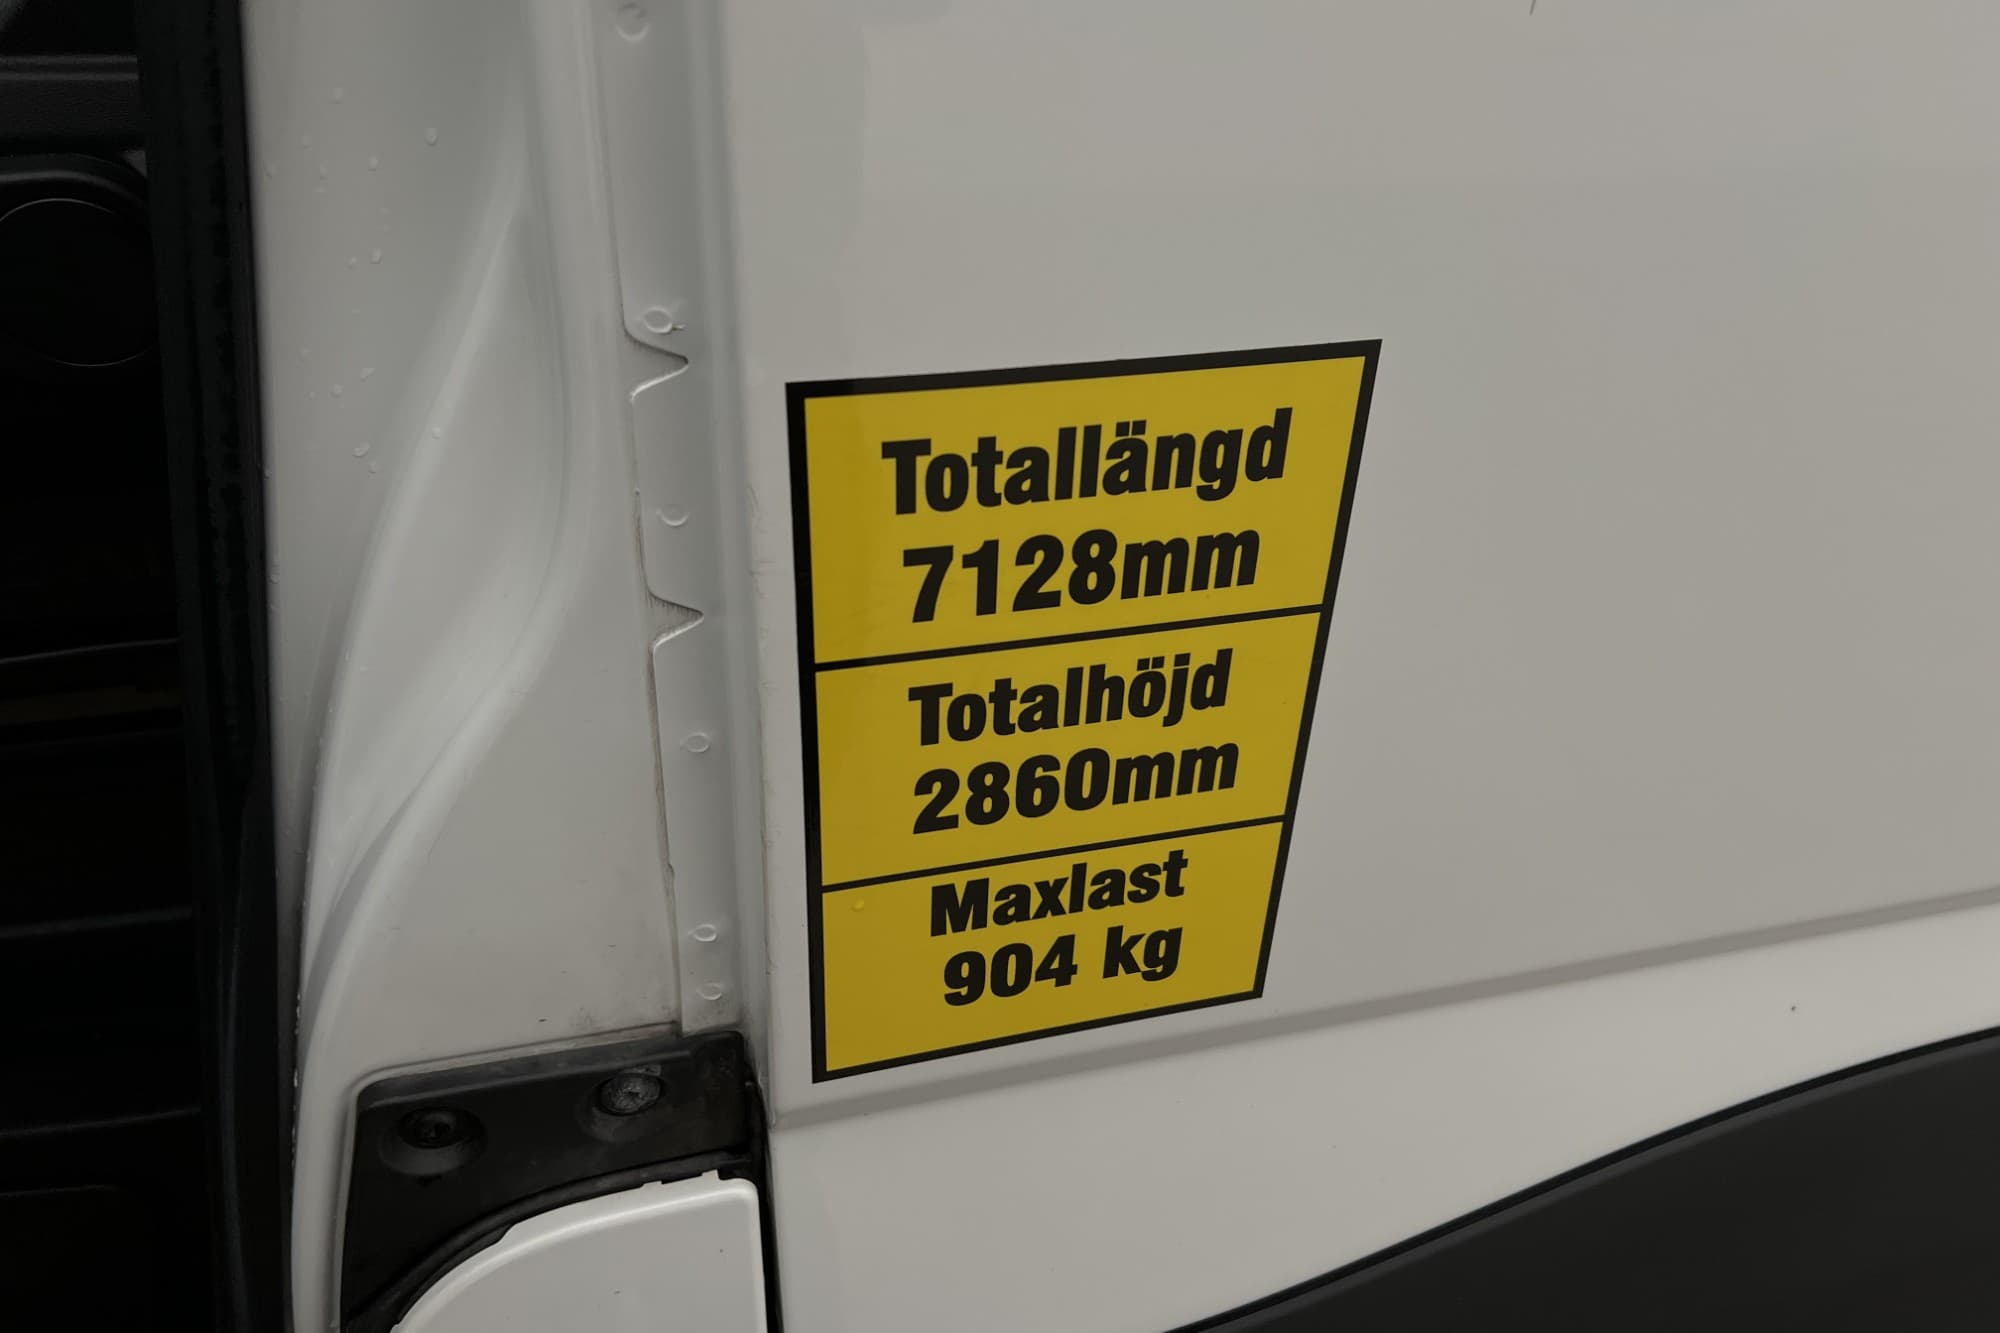 Totallängd
7128mm
Totalhöjd
2860mm
Maxlast
904 kg